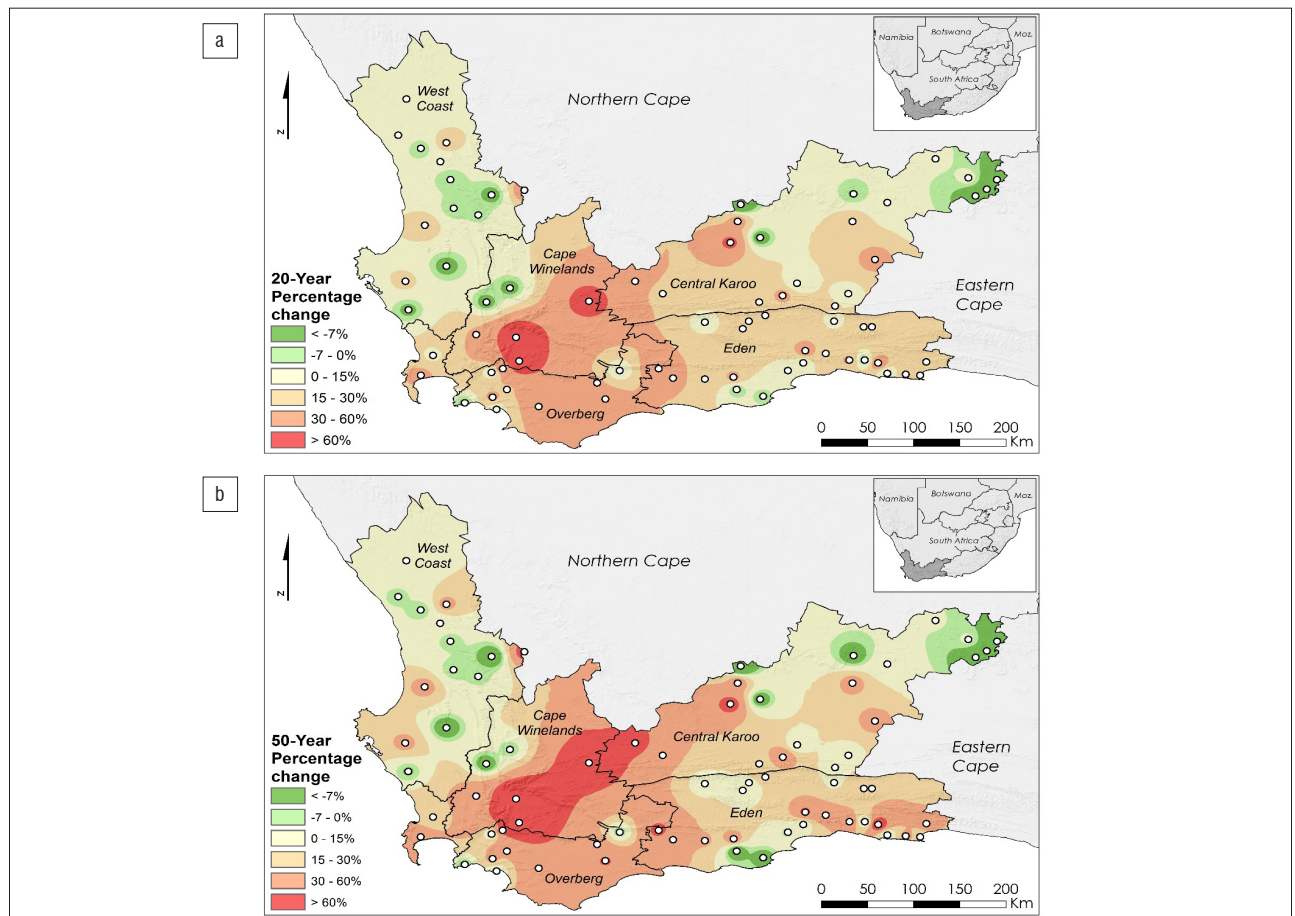 a
West
Coast
Northern Cape
Namibia
Botswana
Moz.
South Africa
N
Cape
Winelands
Central Karoo
Eastern
Cape
Eden
Overberg
20-Year
Percentage
change
< -7%
-7 - 0%
0 - 15%
15 - 30%
30 - 60%
> 60%
0 50 100 150 200
Km
b
West
Coast
Northern Cape
Namibia
Botswana
Moz.
South Africa
N
Cape
Winelands
Central Karoo
Eastern
Cape
Eden
Overberg
50-Year
Percentage
change
< -7%
-7 - 0%
0 - 15%
15 - 30%
30 - 60%
> 60%
0 50 100 150 200
Km